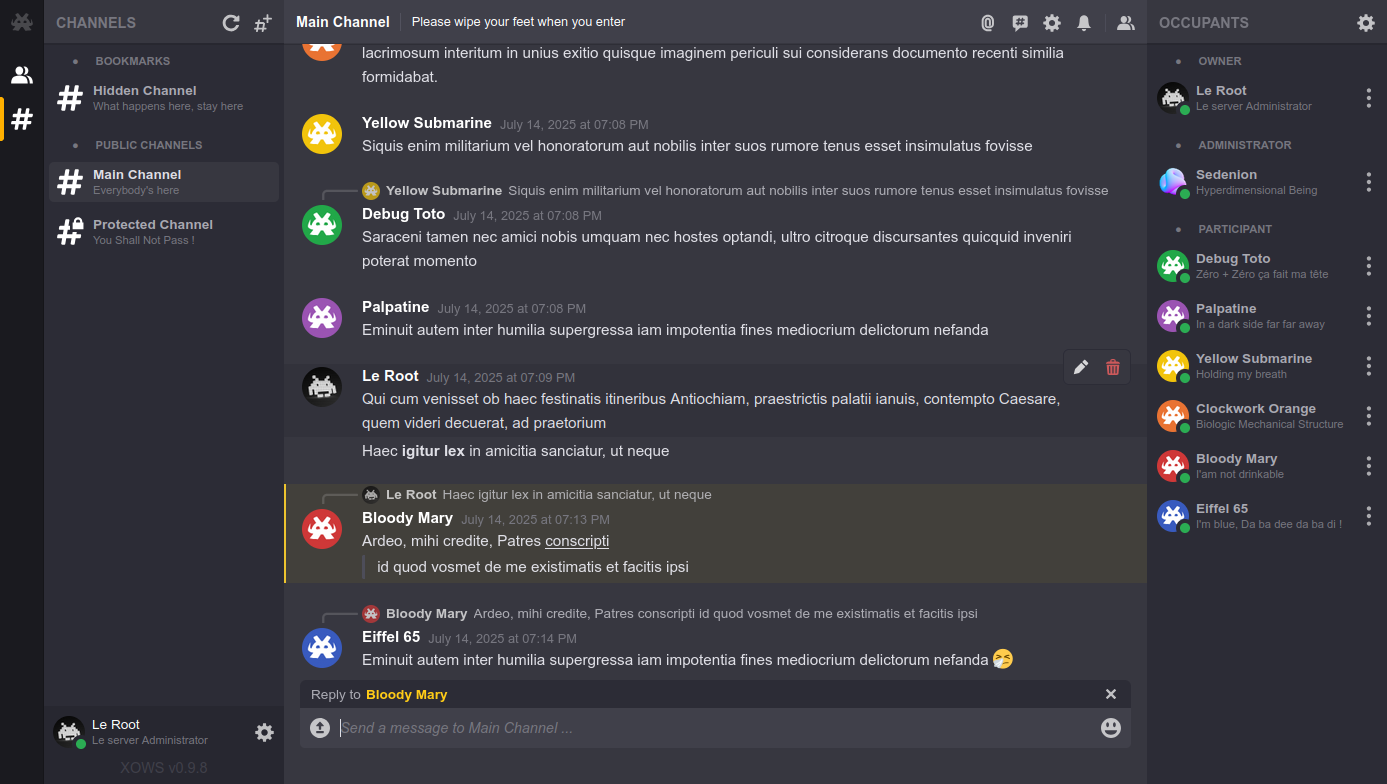 CHANNELS
BOOKMARKS
Hidden Channel
What happens here, stay here
PUBLIC CHANNELS
Main Channel
Everybody's here
Protected Channel
You Shall Not Pass !
Le Root
Le server Administrator
XOWS v0.9.8
Main Channel
Please wipe your feet when you enter
lacrimosum interitum in unius exitio quisque imaginem periculi sui considerans documento recenti similia
formidabat.
Yellow Submarine July 14, 2025 at 07:08 PM
Siquis enim militarium vel honoratorum aut nobilis inter suos rumore tenus esset insimulatus fovisse
Yellow Submarine Siquis enim militarium vel honoratorum aut nobilis inter suos rumore tenus esset insimulatus fovisse
Debug Toto July 14, 2025 at 07:08 PM
Saraceni tamen nec amici nobis umquam nec hostes optandi, ultro citroque discursantes quicquid inveniri
poterat momento
Palpatine July 14, 2025 at 07:08 PM
Eminuit autem inter humilia supergressa iam impotentia fines mediocrium delictorum nefanda
Le Root July 14, 2025 at 07:09 PM
Qui cum venisset ob haec festinatis itineribus Antiochiam, praestrictis palatii ianuis, contempto Caesare,
quem videri decuerat, ad praetorium
Haec igitur lex in amicitia sanciatur, ut neque
Le Root Haec igitur lex in amicitia sanciatur, ut neque
Bloody Mary July 14, 2025 at 07:13 PM
Ardeo, mihi credite, Patres conscripti
id quod vosmet de me existimatis et facitis ipsi
Bloody Mary Ardeo, mihi credite, Patres conscripti id quod vosmet de me existimatis et facitis ipsi
Eiffel 65 July 14, 2025 at 07:14 PM
Eminuit autem inter humilia supergressa iam impotentia fines mediocrium delictorum nefanda 🤧
Reply to Bloody Mary
Send a message to Main Channel ...
OCCUPANTS
OWNER
Le Root
Le server Administrator
ADMINISTRATOR
Sedenion
Hyperdimensional Being
PARTICIPANT
Debug Toto
Zéro + Zéro ça fait ma tête
Palpatine
In a dark side far far away
Yellow Submarine
Holding my breath
Clockwork Orange
Biologic Mechanical Structure
Bloody Mary
I'am not drinkable
Eiffel 65
I'm blue, Da ba dee da ba di !